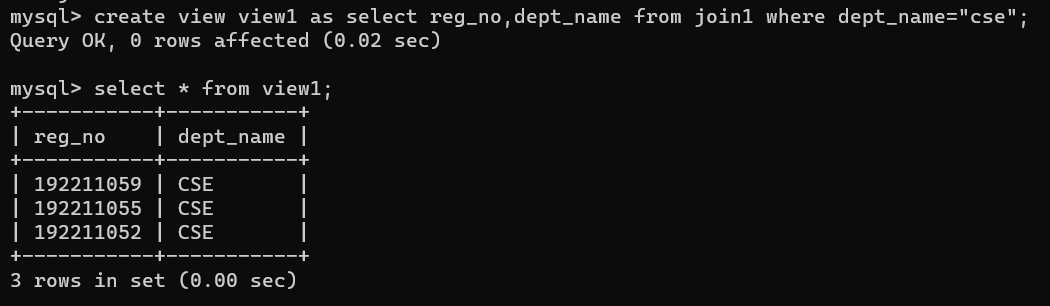 mysql> create view view1 as select reg_no,dept_name from join1 where dept_name="cse";
Query OK, 0 rows affected (0.02 sec)
mysql> select * from view1;
+-----------+-----------+
| reg_no    | dept_name |
+-----------+-----------+
| 192211059 | CSE       |
| 192211055 | CSE       |
| 192211052 | CSE       |
+-----------+-----------+
3 rows in set (0.00 sec)